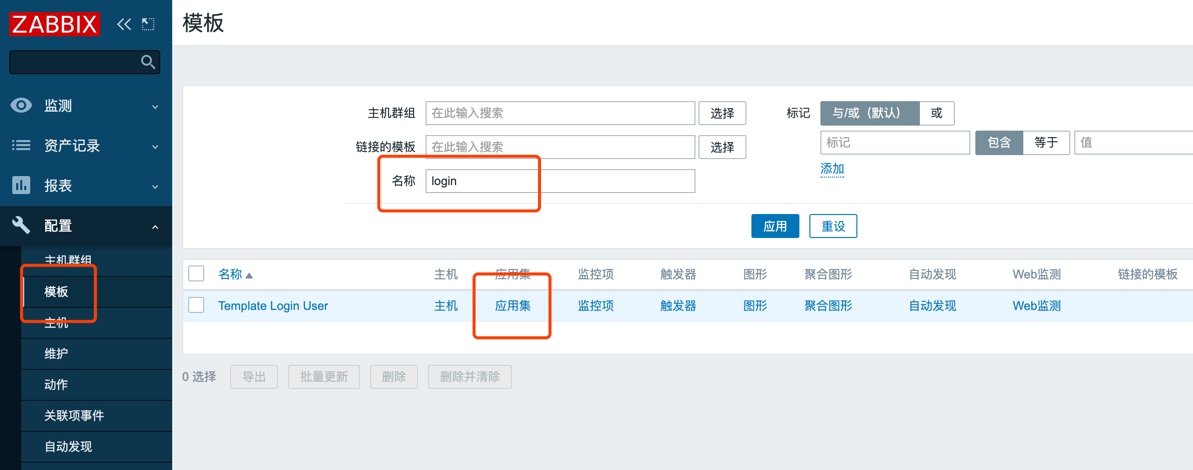 ZABBIX
模板
监测
资产记录
报表
配置
主机群组
模板
主机
维护
动作
关联项事件
自动发现
主机群组 在此输入搜索 选择
链接的模板 在此输入搜索 选择
名称 login
标记 与/或（默认） 或
标记 包含 等于 值
添加
应用 重设
名称 主机 应用集 监控项 触发器 图形 聚合图形 自动发现 Web监测 链接的模板
Template Login User 主机 应用集 监控项 触发器 图形 聚合图形 自动发现 Web监测
0 选择 导出 批量更新 删除 删除并清除